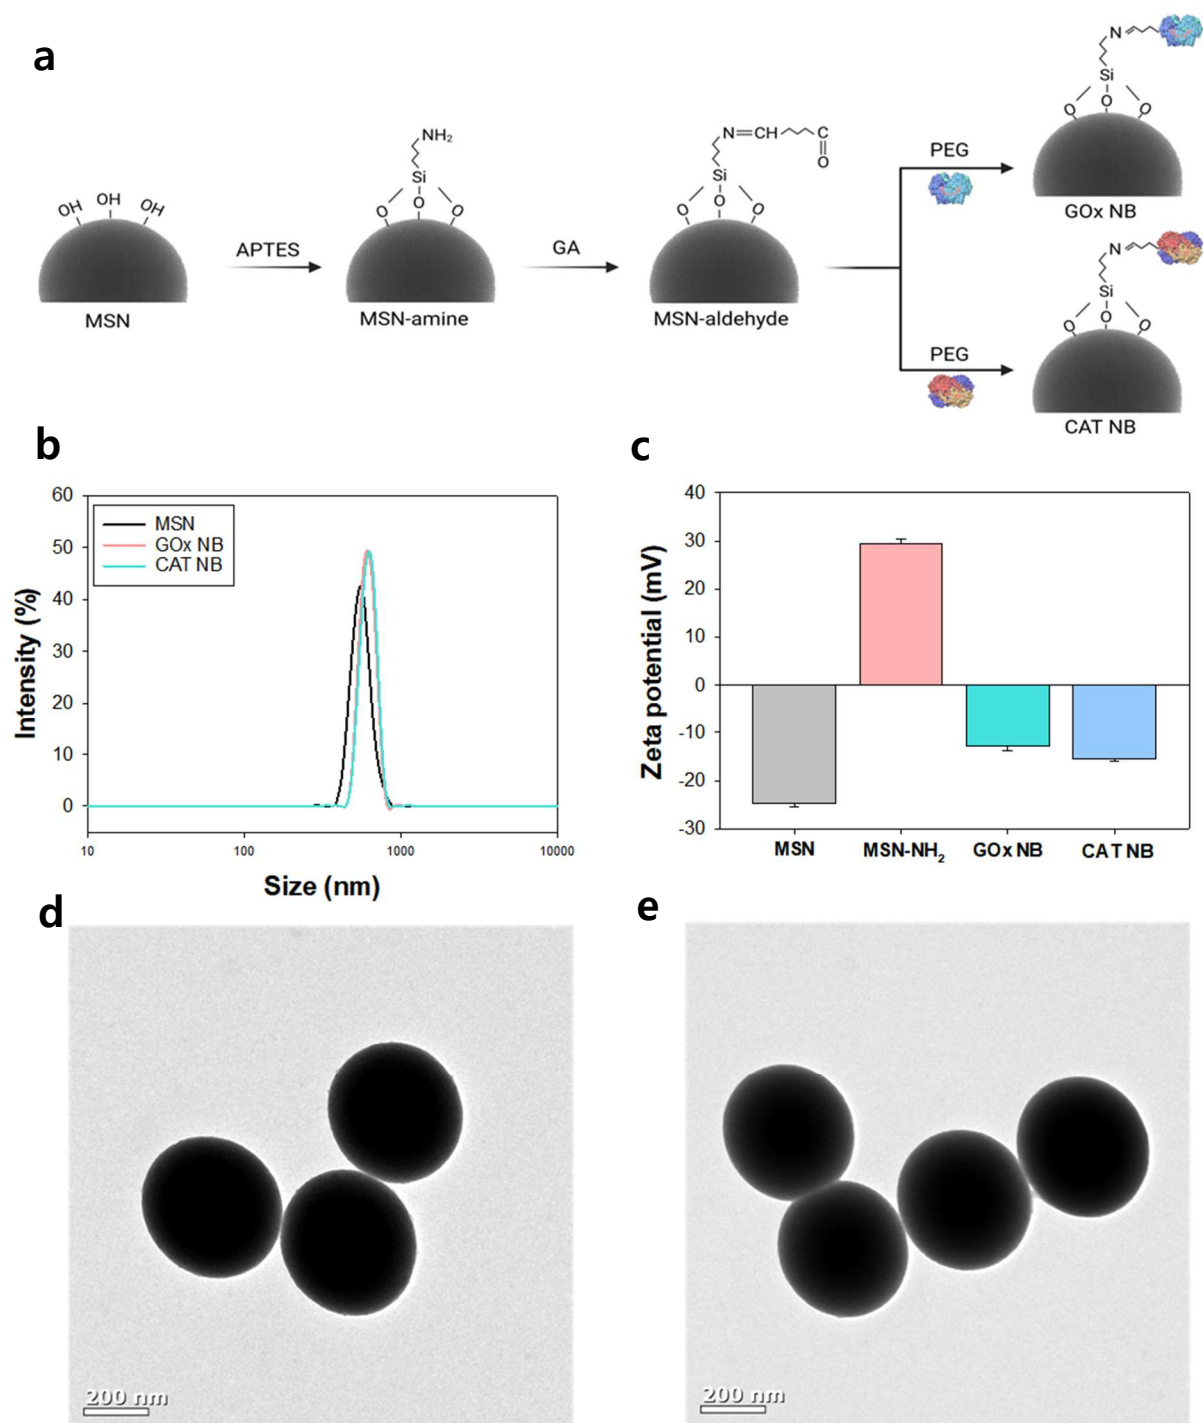 a
OH OH OH
MSN
APTES
NH2
Si
O O O
MSN-amine
GA
N=CH C
O
Si
O O O
MSN-aldehyde
PEG
N
Si
O O O
GOx NB
PEG
N
Si
O O O
CAT NB
b
60
50
40
30
20
10
0
Intensity (%)
MSN
GOx NB
CAT NB
10 100 1000 10000
Size (nm)
c
40
30
20
10
0
-10
-20
-30
Zeta potential (mV)
MSN MSN-NH2 GOx NB CAT NB
d
200 nm
e
200 nm